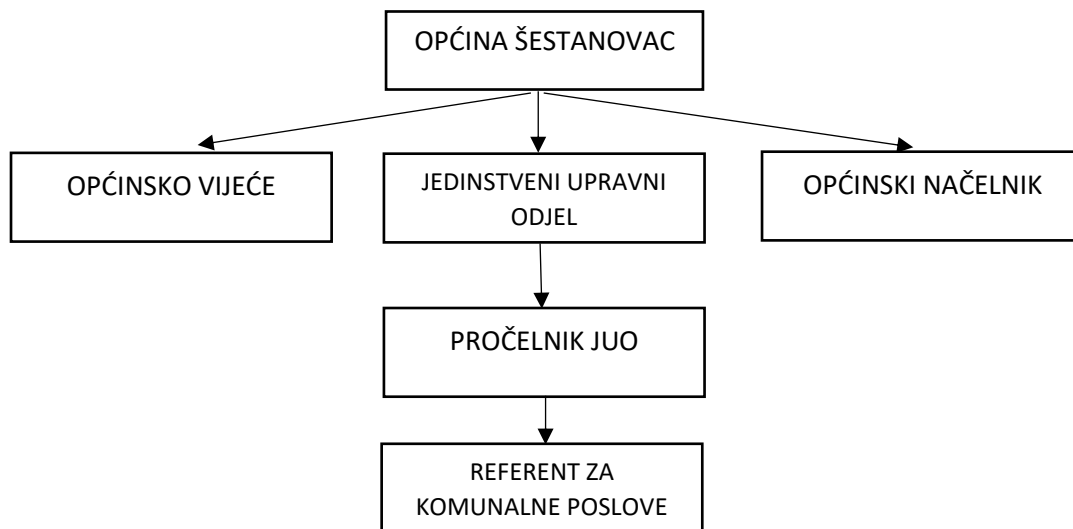 OPĆINA ŠESTANOVAC
OPĆINSKO VIJEĆE
JEDINSTVENI UPRAVNI
ODJEL
OPĆINSKI NAČELNIK
PROČELNIK JUO
REFERENT ZA
KOMUNALNE POSLOVE